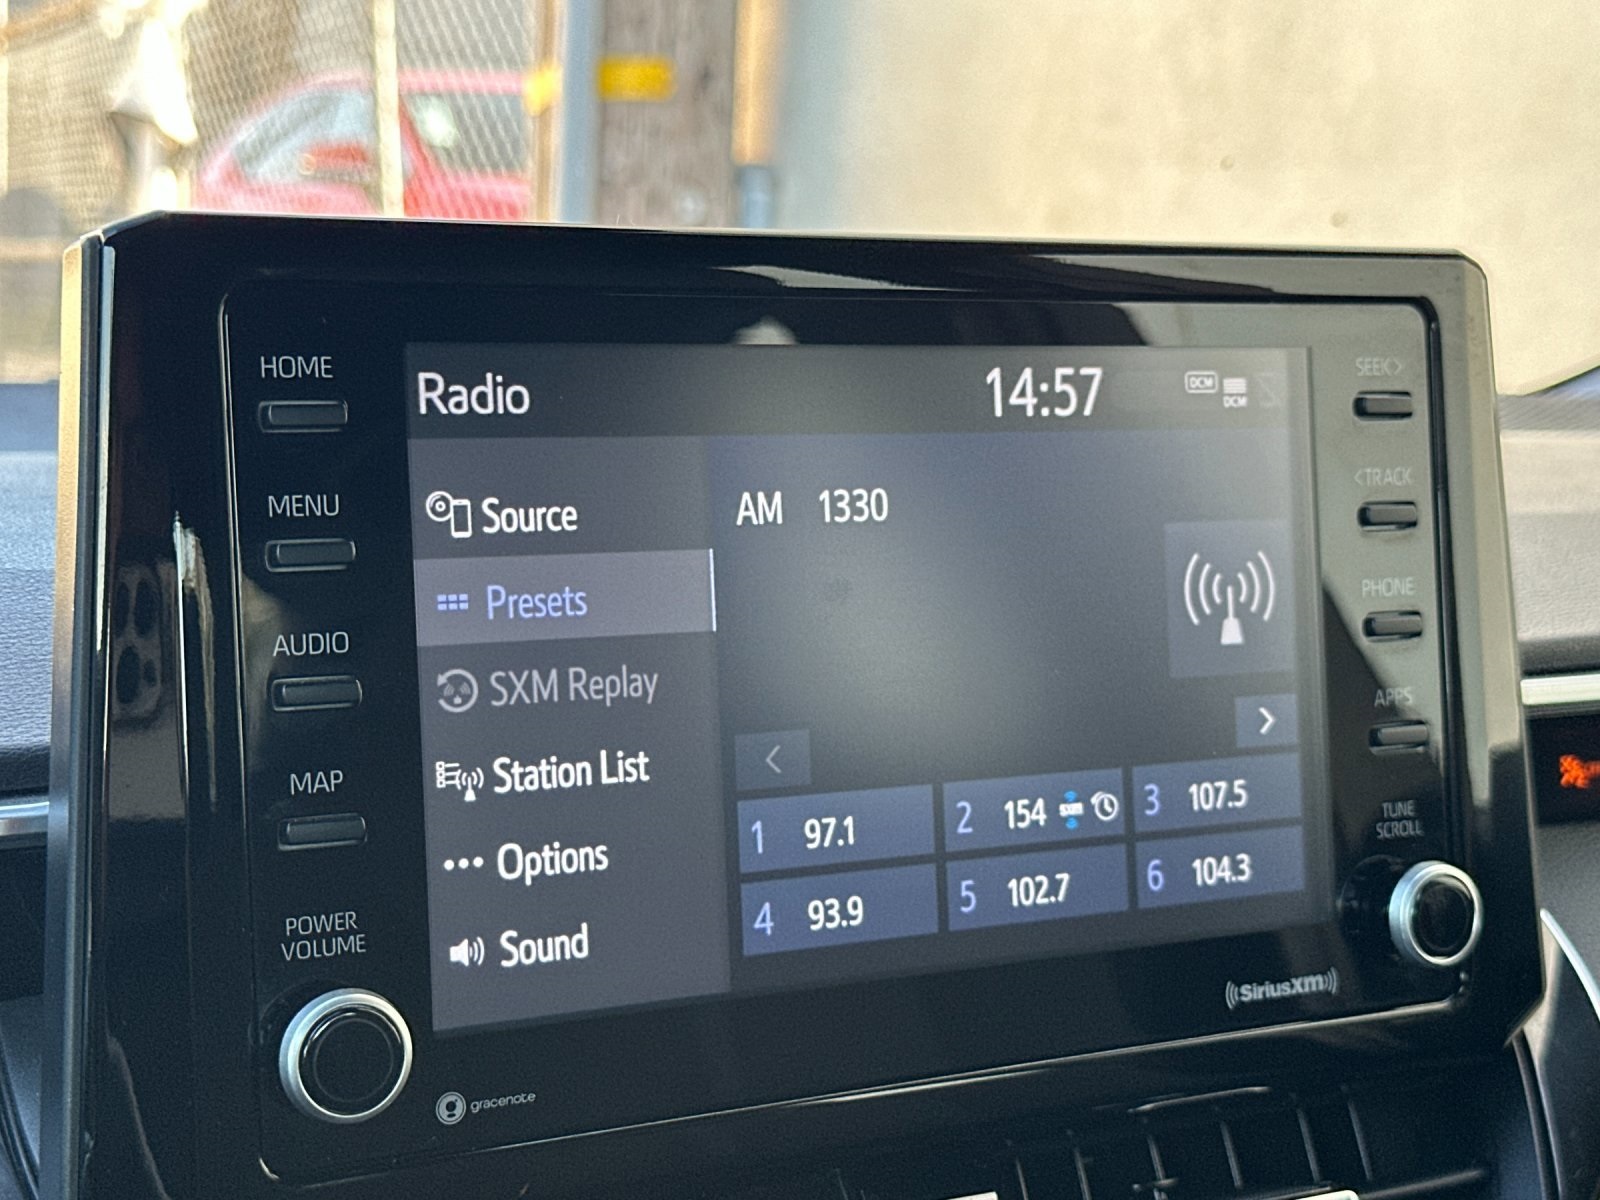 HOME
MENU
AUDIO
MAP
POWER
VOLUME
Radio
14:57
DCM
DCM
Source
Presets
SXM Replay
Station List
Options
Sound
AM 1330
<
>
1 97.1
2 154 sxm
3 107.5
4 93.9
5 102.7
6 104.3
SEEK>
<TRACK
PHONE
APPS
TUNE
SCROLL
((SiriusXM))
gracenote